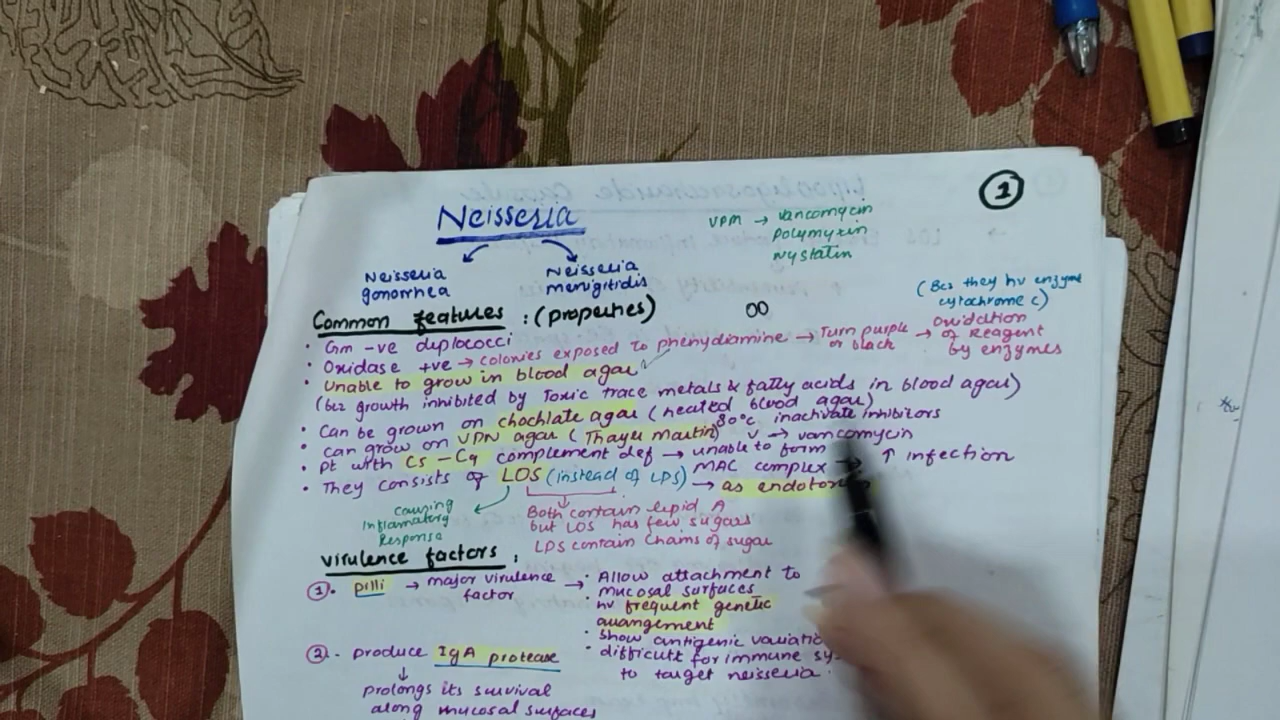 ①
Neisseria
VPM → vancomycin
Polymyxin
Nystatin
Neisseria gonorrhea
Neisseria meningitidis
(Bcz they hv enzyme cytochrome c)
Common features : (properties)
• Gm -ve diplococci
• Oxidase +ve → colonies exposed to phenydiamine → Turn purple or black → Oxidation of Reagent by enzymes
• Unable to grow in blood agar
(bcz growth inhibited by Toxic trace metals & fatty acids in blood agar)
• Can be grown on chochlate agar (heated blood agar)
80°C inactivate inhibitors
• can grow on VPN agar (Thayer Martin) V → vancomycin
• Pt with C5 - C9 complement def → unable to form MAC complex → ↑ infection
• They consists of LOS (instead of LPS) → as endotoxin
Causing Inflamatory Response
Both contain lipid A
but LOS has few sugars
LPS contain chains of sugar
Virulence factors :
①. pilli → major virulence factor → • Allow attachment to
mucosal surfaces
• hv frequent genetic
arrangement
• Show antigenic variation
• difficult for immune sy
to target neisseria.
②. produce IgA protease
↓
prolongs its survival
along mucosal surfaces